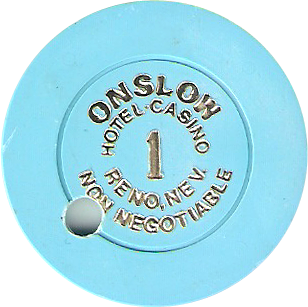 ONSLOW
HOTEL·CASINO
1
RENO, NEV.
NON NEGOTIABLE